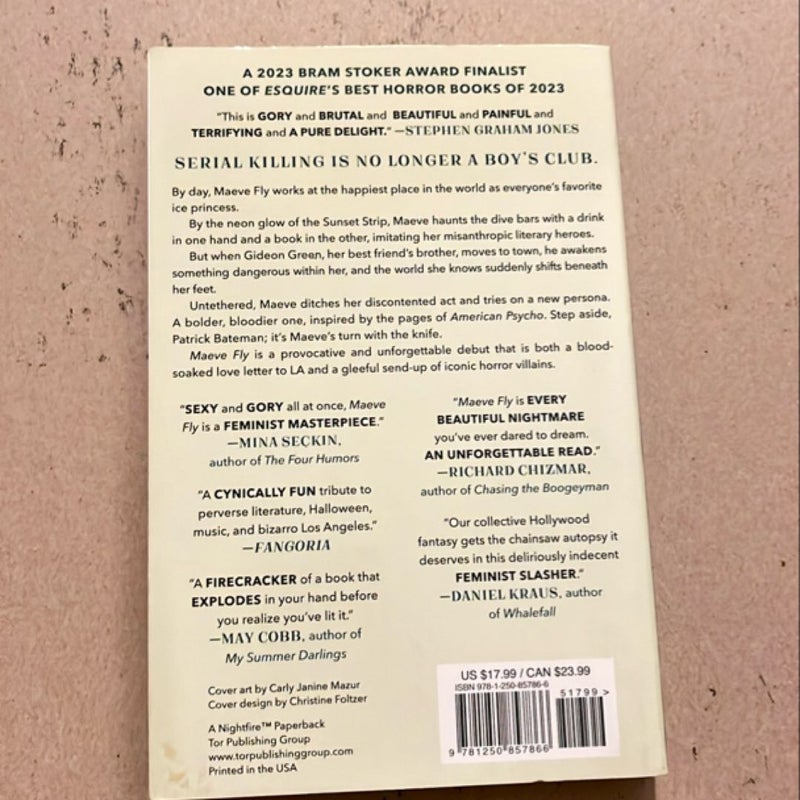 A 2023 BRAM STOKER AWARD FINALIST
ONE OF ESQUIRE'S BEST HORROR BOOKS OF 2023
"This is GORY and BRUTAL and BEAUTIFUL and PAINFUL and
TERRIFYING and A PURE DELIGHT." —STEPHEN GRAHAM JONES
SERIAL KILLING IS NO LONGER A BOY'S CLUB.
By day, Maeve Fly works at the happiest place in the world as everyone's favorite
ice princess.
By the neon glow of the Sunset Strip, Maeve haunts the dive bars with a drink
in one hand and a book in the other, imitating her misanthropic literary heroes.
But when Gideon Green, her best friend's brother, moves to town, he awakens
something dangerous within her, and the world she knows suddenly shifts beneath
her feet.
Untethered, Maeve ditches her discontented act and tries on a new persona.
A bolder, bloodier one, inspired by the pages of American Psycho. Step aside,
Patrick Bateman; it's Maeve's turn with the knife.
Maeve Fly is a provocative and unforgettable debut that is both a blood-
soaked love letter to LA and a gleeful send-up of iconic horror villains.
"SEXY and GORY all at once, Maeve
Fly is a FEMINIST MASTERPIECE."
—MINA SEÇKIN,
author of The Four Humors
"A CYNICALLY FUN tribute to
perverse literature, Halloween,
music, and bizarro Los Angeles."
—FANGORIA
"A FIRECRACKER of a book that
EXPLODES in your hand before
you realize you've lit it."
—MAY COBB, author of
My Summer Darlings
"Maeve Fly is EVERY
BEAUTIFUL NIGHTMARE
you've ever dared to dream.
AN UNFORGETTABLE READ."
—RICHARD CHIZMAR,
author of Chasing the Boogeyman
"Our collective Hollywood
fantasy gets the chainsaw autopsy it
deserves in this deliriously indecent
FEMINIST SLASHER."
—DANIEL KRAUS, author
of Whalefall
Cover art by Carly Janine Mazur
Cover design by Christine Foltzer
A Nightfire™ Paperback
Tor Publishing Group
www.torpublishinggroup.com
Printed in the USA
US $17.99 / CAN $23.99
ISBN 978-1-250-85786-6
51799 >
9 781250 857866